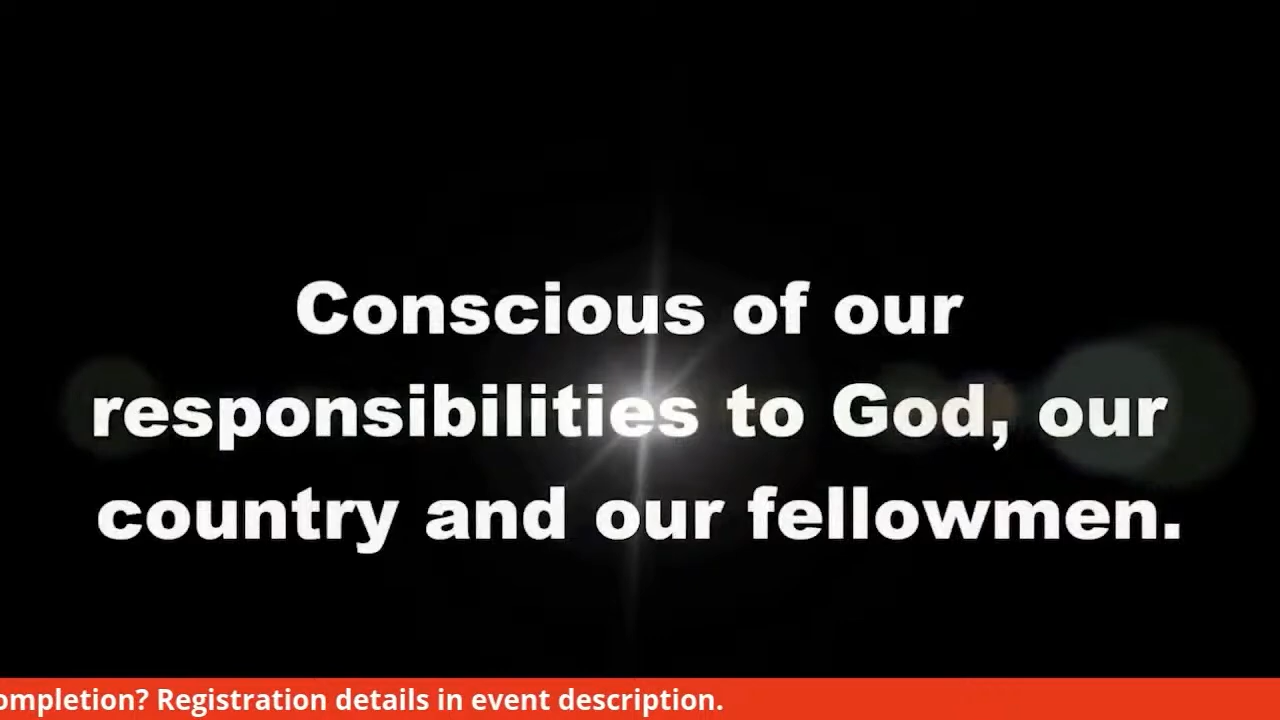 Conscious of our
responsibilities to God, our
country and our fellowmen.
ompletion? Registration details in event description.